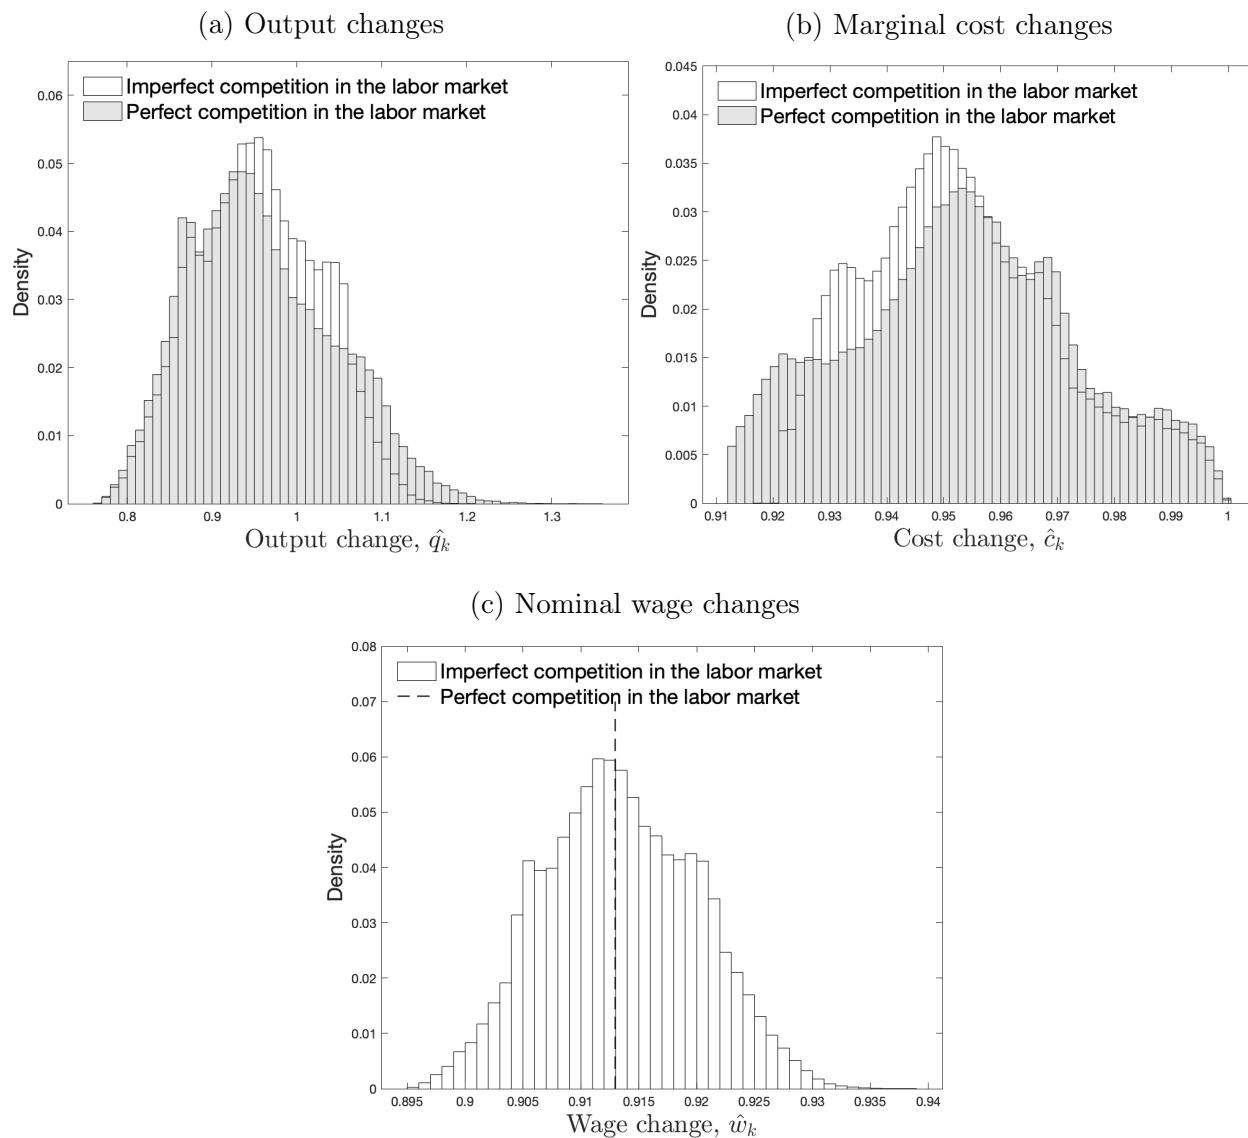 (a) Output changes
Imperfect competition in the labor market
Perfect competition in the labor market
0.06
0.05
0.04
0.03
0.02
0.01
0
Density
0.8 0.9 1 1.1 1.2 1.3
Output change, $\hat{q_k}$
(b) Marginal cost changes
Imperfect competition in the labor market
Perfect competition in the labor market
0.045
0.04
0.035
0.03
0.025
0.02
0.015
0.01
0.005
0
Density
0.91 0.92 0.93 0.94 0.95 0.96 0.97 0.98 0.99 1
Cost change, $\hat{c}_k$
(c) Nominal wage changes
Imperfect competition in the labor market
Perfect competition in the labor market
0.08
0.07
0.06
0.05
0.04
0.03
0.02
0.01
0
Density
0.895 0.9 0.905 0.91 0.915 0.92 0.925 0.93 0.935 0.94
Wage change, $\hat{w}_k$